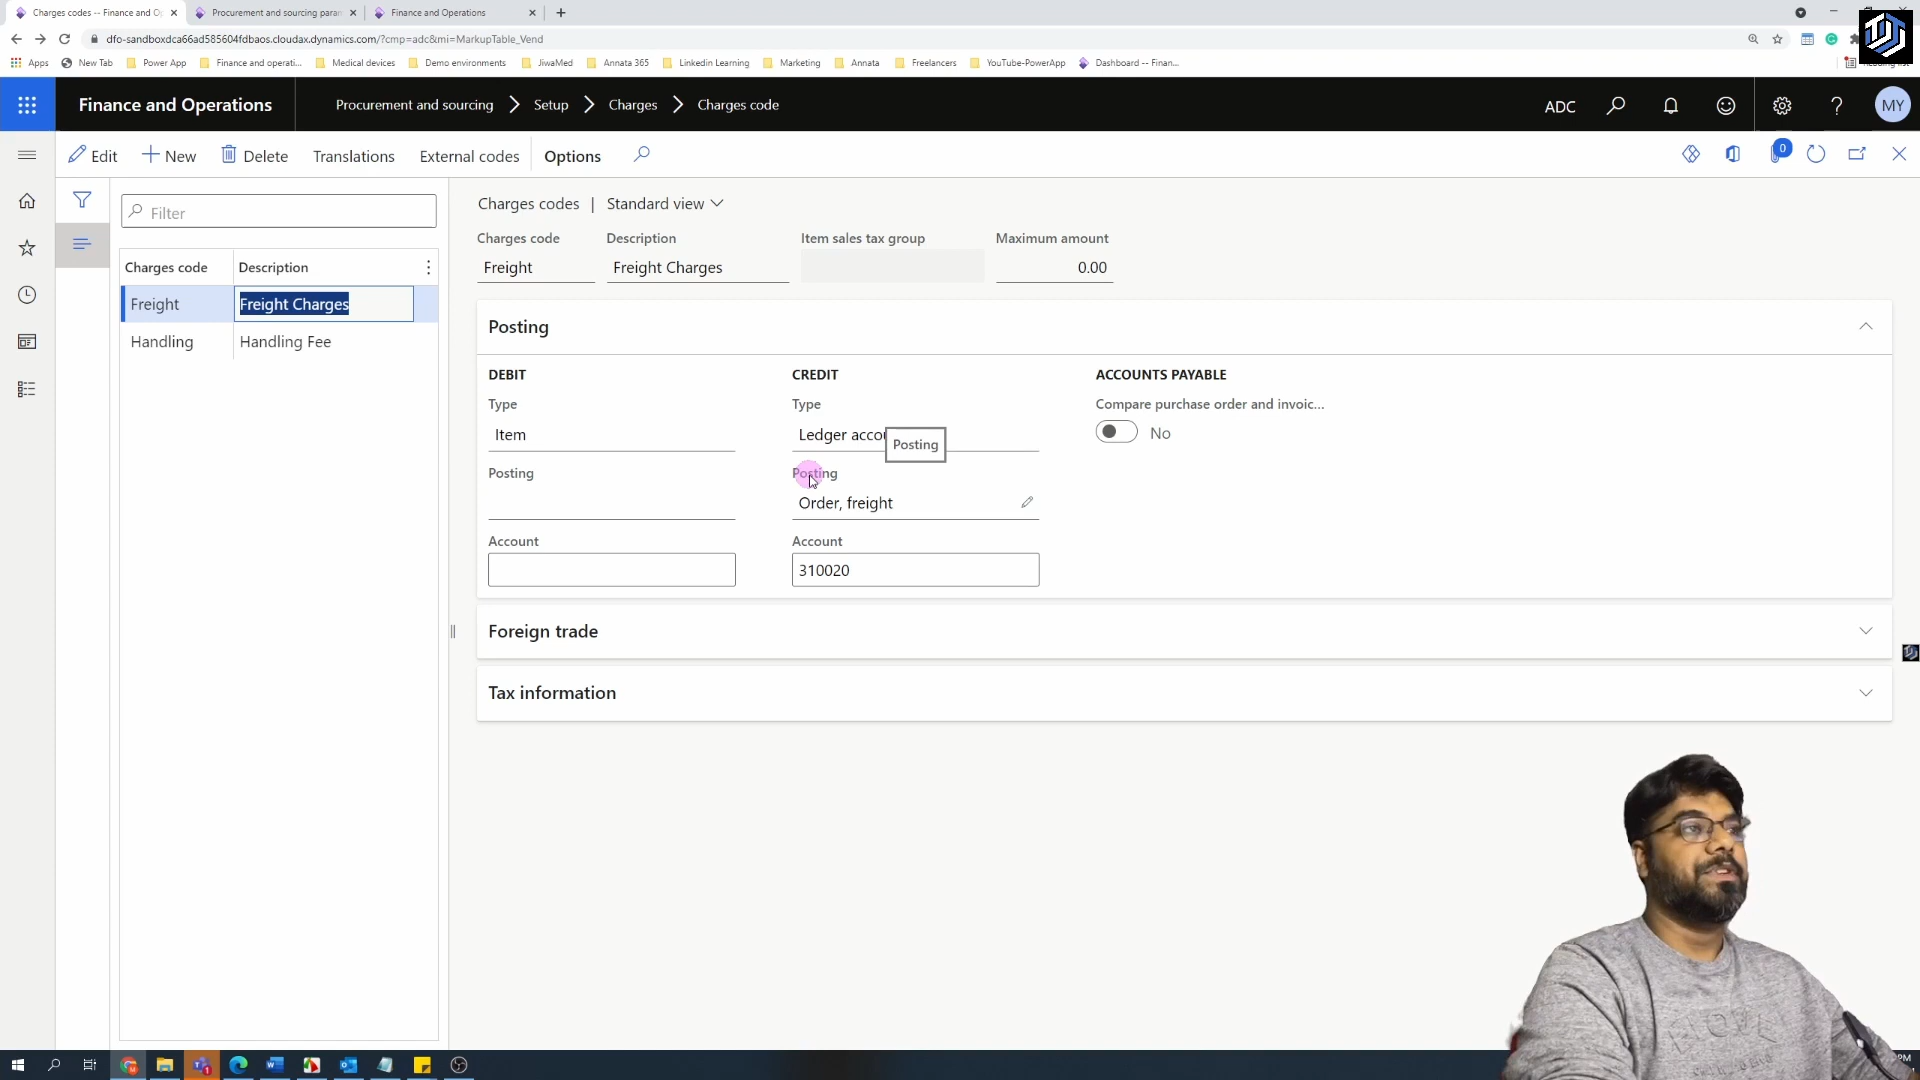 Charges codes -- Finance and Op
Procurement and sourcing param
Finance and Operations
dfo-sandboxdca66ad585604fdbaos.cloudax.dynamics.com/?cmp=adc&mi=MarkupTable_Vend
Apps
New Tab
Power App
Finance and operati...
Medical devices
Demo environments
JiwaMed
Annata 365
Linkedin Learning
Marketing
Annata
Freelancers
YouTube-PowerApp
Dashboard -- Finan...
Finance and Operations
Procurement and sourcing
Setup
Charges
Charges code
ADC
?
MY
Edit
New
Delete
Translations
External codes
Options
0
Filter
Charges code
Description
Freight
Freight Charges
Handling
Handling Fee
Charges codes | Standard view
Charges code
Description
Item sales tax group
Maximum amount
Freight
Freight Charges
0.00
Posting
DEBIT
CREDIT
ACCOUNTS PAYABLE
Type
Type
Compare purchase order and invoic...
Item
Ledger accou
Posting
No
Posting
Posting
Order, freight
Account
Account
310020
Foreign trade
Tax information